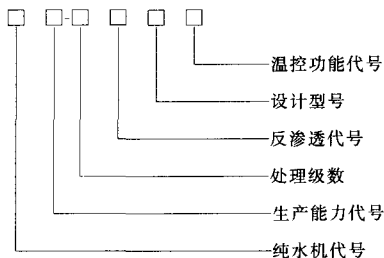 □ □-□ □ □ □
温控功能代号
设计型号
反渗透代号
处理级数
生产能力代号
纯水机代号